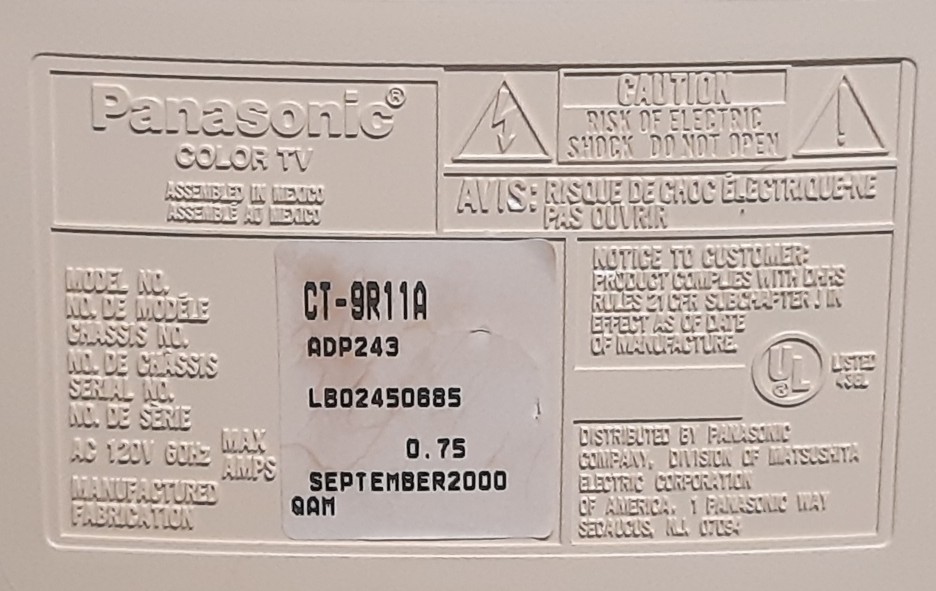 Panasonic®
COLOR TV
ASSEMBLED IN MEXICO
ASSEMBLÉ AU MEXICO
CAUTION
RISK OF ELECTRIC
SHOCK DO NOT OPEN
AVIS: RISQUE DE CHOC ÉLECTRIQUE-NE
PAS OUVRIR
MODEL NO.
NO. DE MODÈLE
CHASSIS NO.
NO. DE CHÂSSIS
SERIAL NO.
NO. DE SÉRIE
AC 120V 60Hz MAX
AMPS
MANUFACTURED
FABRICATION
CT-9R11A
ADP243
LB02450685
0.75
SEPTEMBER2000
QAM
NOTICE TO CUSTOMER:
PRODUCT COMPLIES WITH DHHS
RULES 21 CFR SUBCHAPTER J IN
EFFECT AS OF DATE
OF MANUFACTURE.
UL
LISTED
436L
DISTRIBUTED BY PANASONIC
COMPANY, DIVISION OF MATSUSHITA
ELECTRIC CORPORATION
OF AMERICA. 1 PANASONIC WAY
SECAUCUS, N.J. 07094